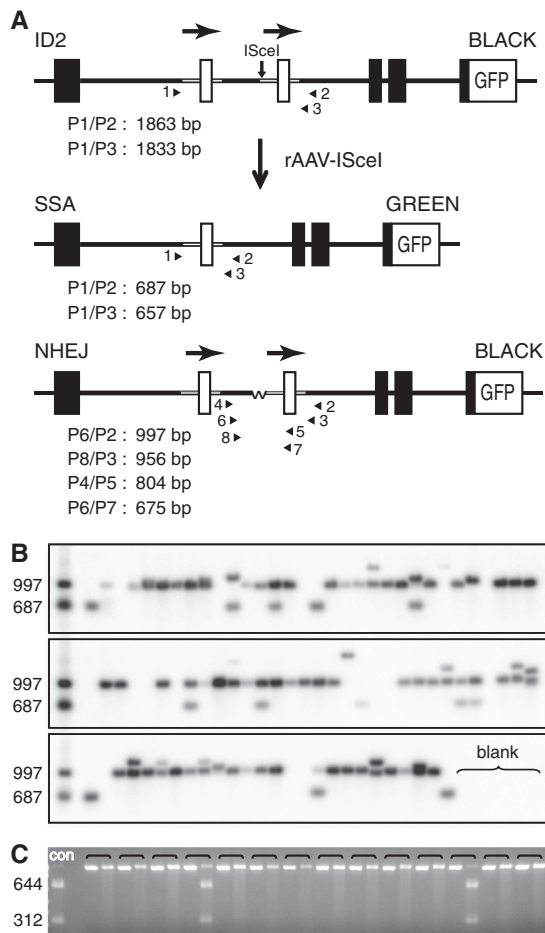 A
ID2
ISceI
BLACK
GFP
1
2
3
P1/P2 : 1863 bp
P1/P3 : 1833 bp
rAAV-ISceI
SSA
GREEN
GFP
1
2
3
P1/P2 : 687 bp
P1/P3 : 657 bp
NHEJ
BLACK
GFP
4
2
6
3
8
5
7
P6/P2 : 997 bp
P8/P3 : 956 bp
P4/P5 : 804 bp
P6/P7 : 675 bp
B
997
687
997
687
997
687
blank
C
con
644
312